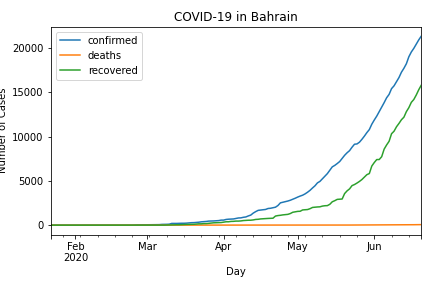 COVID-19 in Bahrain
confirmed
deaths
recovered
20000
15000
10000
5000
0
Number of Cases
Feb
2020
Mar
Apr
May
Jun
Day